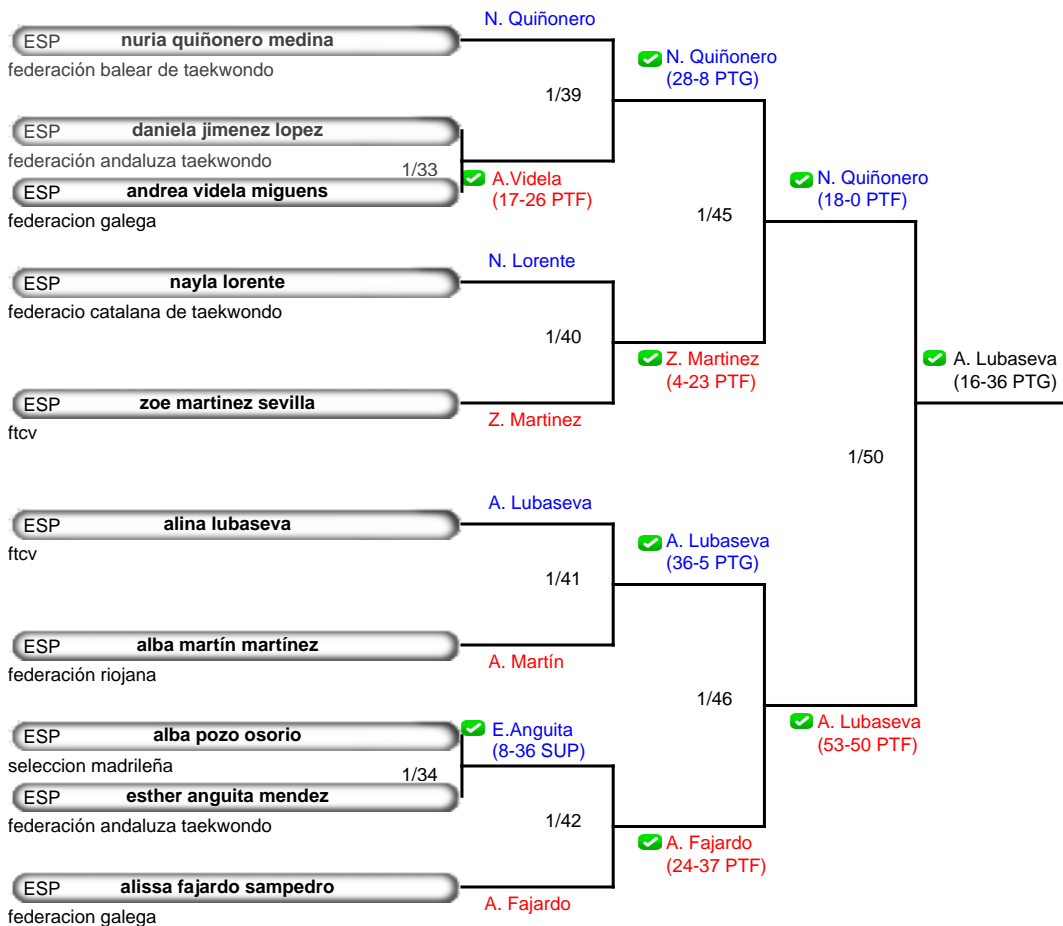 N. Quiñonero
ESP nuria quiñonero medina
federación balear de taekwondo
N. Quiñonero
(28-8 PTG)
1/39
ESP daniela jimenez lopez
federación andaluza taekwondo
1/33
A.Videla
(17-26 PTF)
ESP andrea videla miguens
federacion galega
N. Quiñonero
(18-0 PTF)
1/45
N. Lorente
ESP nayla lorente
federacio catalana de taekwondo
1/40
Z. Martinez
(4-23 PTF)
A. Lubaseva
(16-36 PTG)
ESP zoe martinez sevilla
ftcv
Z. Martinez
1/50
A. Lubaseva
ESP alina lubaseva
ftcv
A. Lubaseva
(36-5 PTG)
1/41
ESP alba martín martínez
federación riojana
A. Martín
1/46
A. Lubaseva
(53-50 PTF)
ESP alba pozo osorio
seleccion madrileña
E.Anguita
(8-36 SUP)
1/34
ESP esther anguita mendez
federación andaluza taekwondo
1/42
A. Fajardo
(24-37 PTF)
ESP alissa fajardo sampedro
federacion galega
A. Fajardo